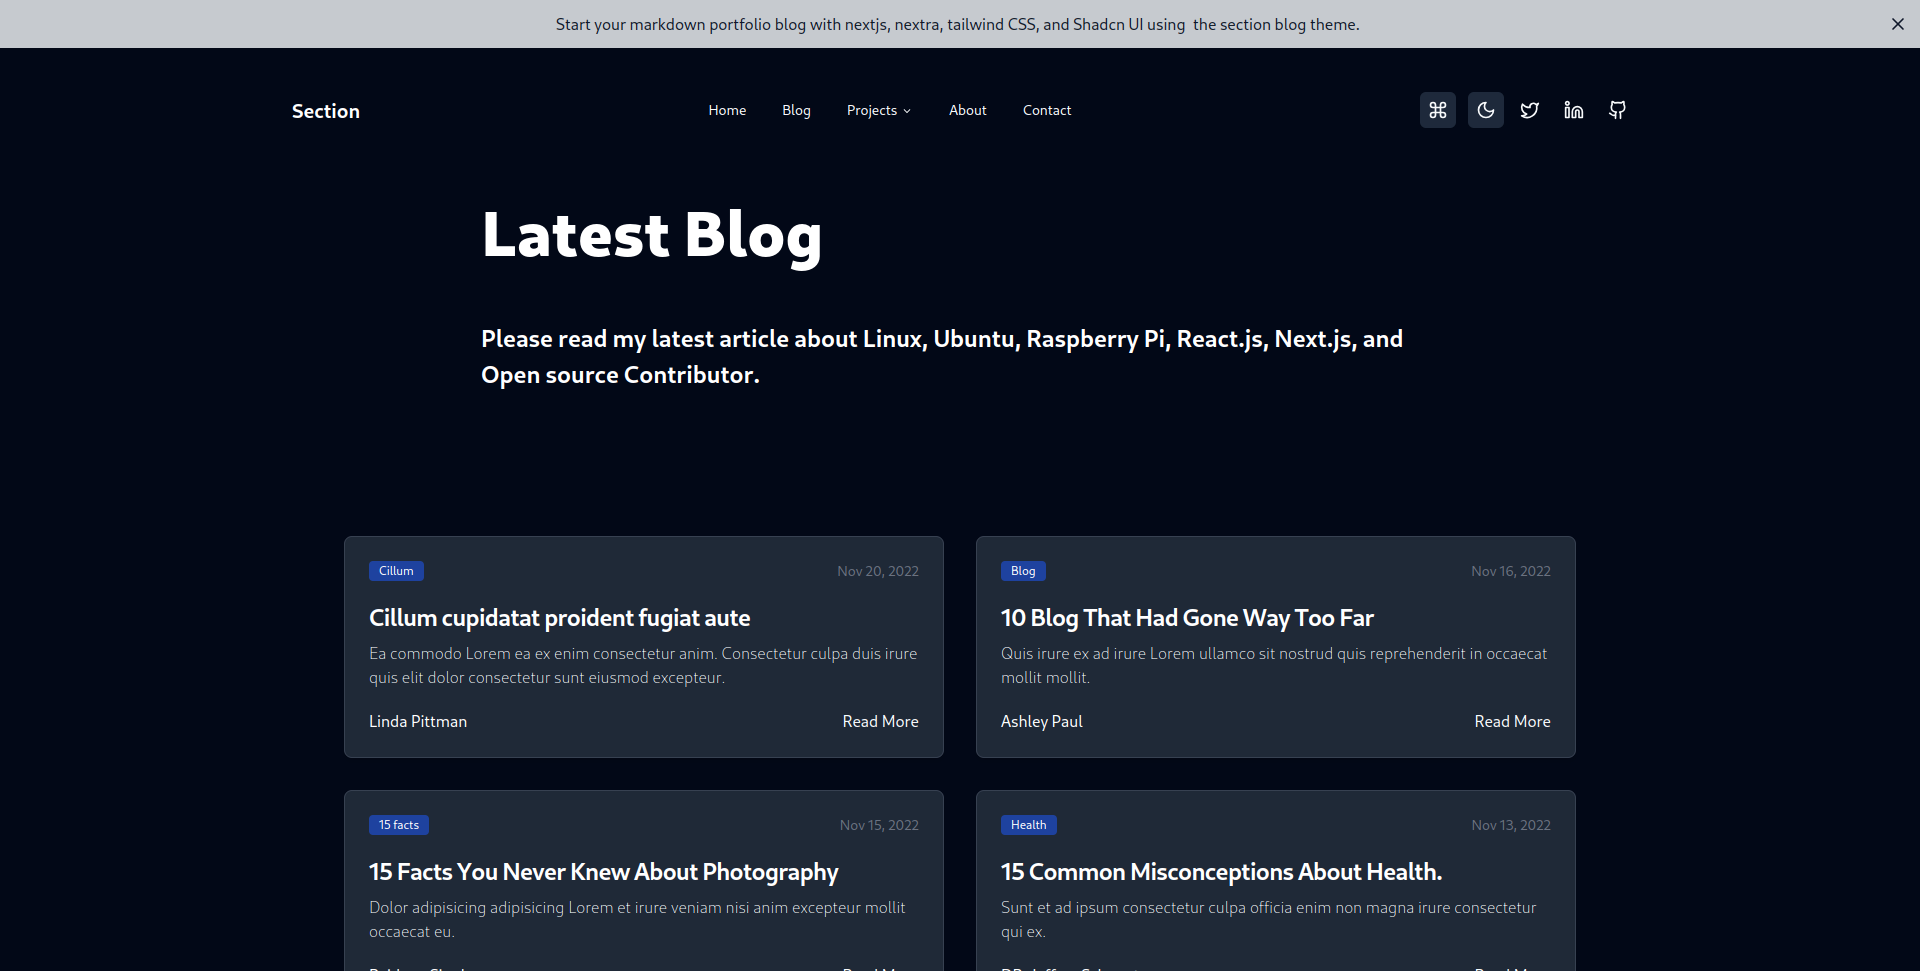 Start your markdown portfolio blog with nextjs, nextra, tailwind CSS, and Shadcn UI using  the section blog theme.
Section
Home
Blog
Projects
About
Contact
Latest Blog
Please read my latest article about Linux, Ubuntu, Raspberry Pi, React.js, Next.js, and
Open source Contributor.
Cillum
Nov 20, 2022
Cillum cupidatat proident fugiat aute
Ea commodo Lorem ea ex enim consectetur anim. Consectetur culpa duis irure
quis elit dolor consectetur sunt eiusmod excepteur.
Linda Pittman
Read More
Blog
Nov 16, 2022
10 Blog That Had Gone Way Too Far
Quis irure ex ad irure Lorem ullamco sit nostrud quis reprehenderit in occaecat
mollit mollit.
Ashley Paul
Read More
15 facts
Nov 15, 2022
15 Facts You Never Knew About Photography
Dolor adipisicing adipisicing Lorem et irure veniam nisi anim excepteur mollit
occaecat eu.
Read More
Health
Nov 13, 2022
15 Common Misconceptions About Health.
Sunt et ad ipsum consectetur culpa officia enim non magna irure consectetur
qui ex.
Read More